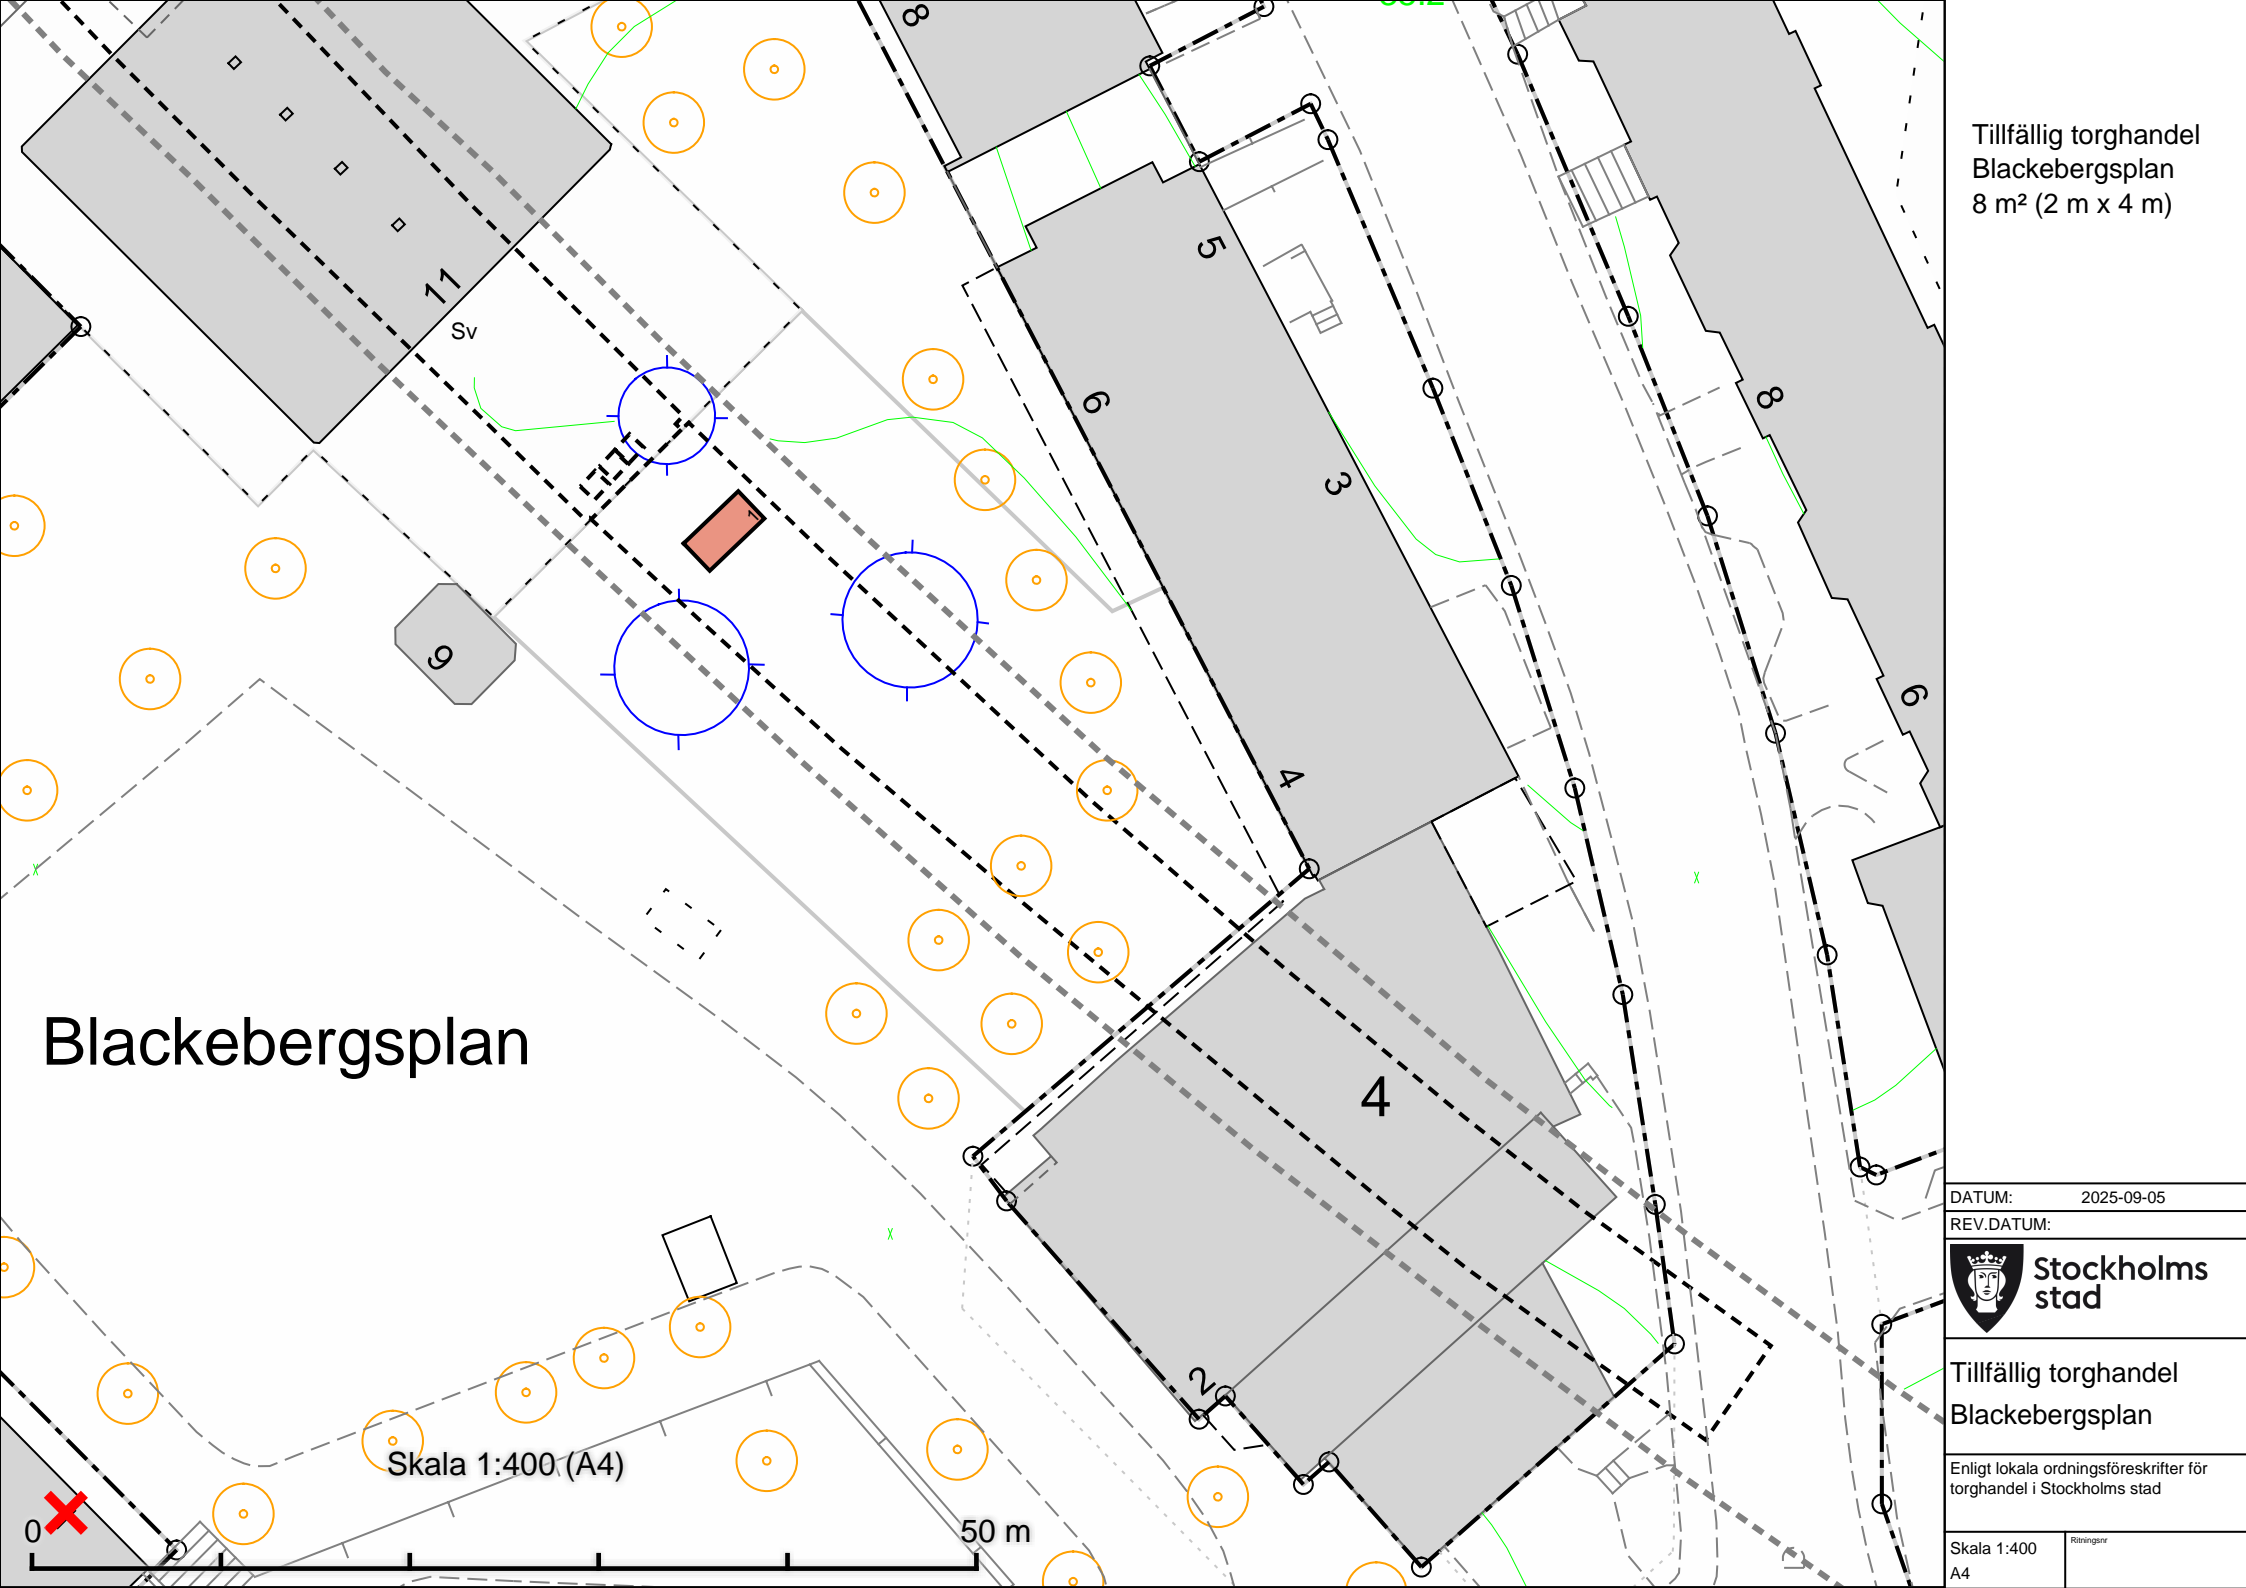 8
Tillfällig torghandel
Blackebergsplan
8 m² (2 m x 4 m)
5
11
Sv
6
8
3
1
9
6
4
Blackebergsplan
4
DATUM: 2025-09-05
REV.DATUM:
Stockholms
stad
2
Tillfällig torghandel
Blackebergsplan
Skala 1:400 (A4)
Enligt lokala ordningsföreskrifter för
torghandel i Stockholms stad
0
50 m
Skala 1:400
A4
Ritningsnr